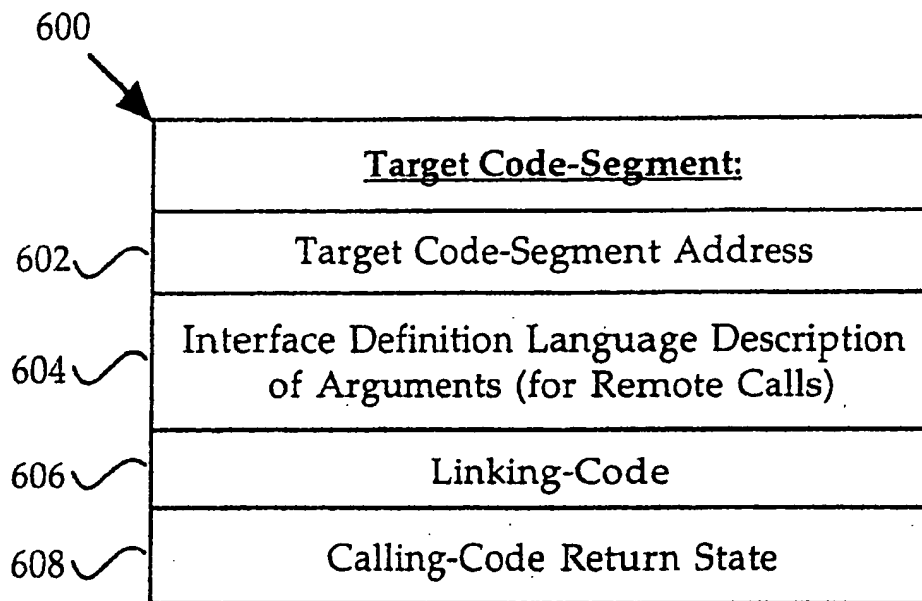 600
Target Code-Segment:
602
Target Code-Segment Address
604
Interface Definition Language Description
of Arguments (for Remote Calls)
606
Linking-Code
608
Calling-Code Return State